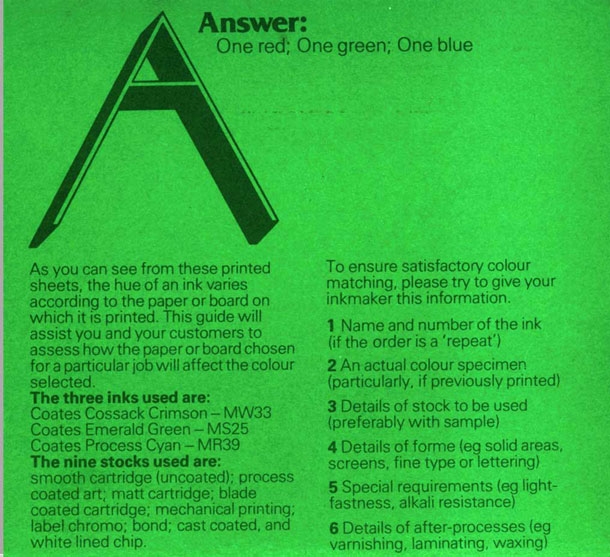 A
Answer:
One red; One green; One blue
As you can see from these printed
sheets, the hue of an ink varies
according to the paper or board on
which it is printed. This guide will
assist you and your customers to
assess how the paper or board chosen
for a particular job will affect the colour
selected.
The three inks used are:
Coates Cossack Crimson – MW33
Coates Emerald Green – MS25
Coates Process Cyan – MR39
The nine stocks used are:
smooth cartridge (uncoated); process
coated art; matt cartridge; blade
coated cartridge; mechanical printing;
label chromo; bond; cast coated, and
white lined chip.
To ensure satisfactory colour
matching, please try to give your
inkmaker this information.
1 Name and number of the ink
(if the order is a 'repeat')
2 An actual colour specimen
(particularly, if previously printed)
3 Details of stock to be used
(preferably with sample)
4 Details of forme (eg solid areas,
screens, fine type or lettering)
5 Special requirements (eg light-
fastness, alkali resistance)
6 Details of after-processes (eg
varnishing, laminating, waxing)